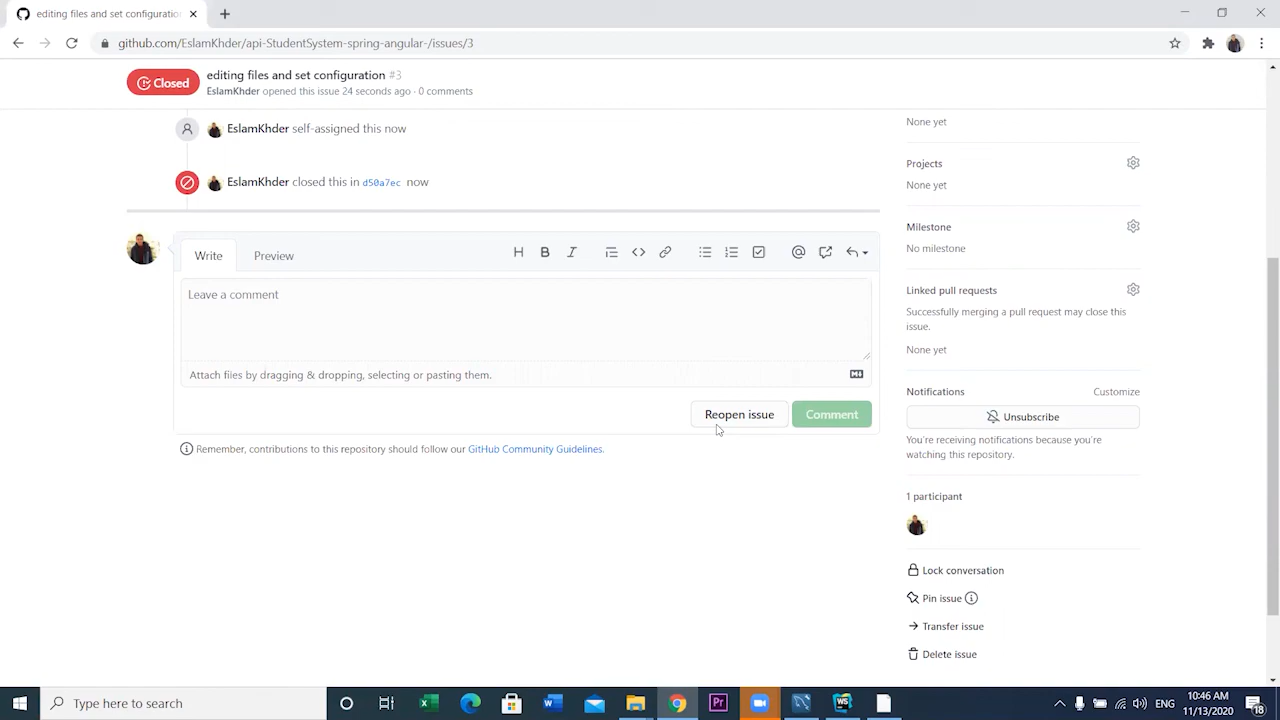 editing files and set configuration
github.com/EslamKhder/api-StudentSystem-spring-angular-/issues/3
Closed
editing files and set configuration #3
EslamKhder opened this issue 24 seconds ago · 0 comments
EslamKhder self-assigned this now
EslamKhder closed this in d50a7ec now
Write
Preview
H
B
I
Leave a comment
Attach files by dragging & dropping, selecting or pasting them.
Reopen issue
Comment
Remember, contributions to this repository should follow our GitHub Community Guidelines.
None yet
Projects
None yet
Milestone
No milestone
Linked pull requests
Successfully merging a pull request may close this
issue.
None yet
Notifications
Customize
Unsubscribe
You're receiving notifications because you're
watching this repository.
1 participant
Lock conversation
Pin issue
Transfer issue
Delete issue
Type here to search
Pr
WS
ENG
10:46 AM
11/13/2020
18